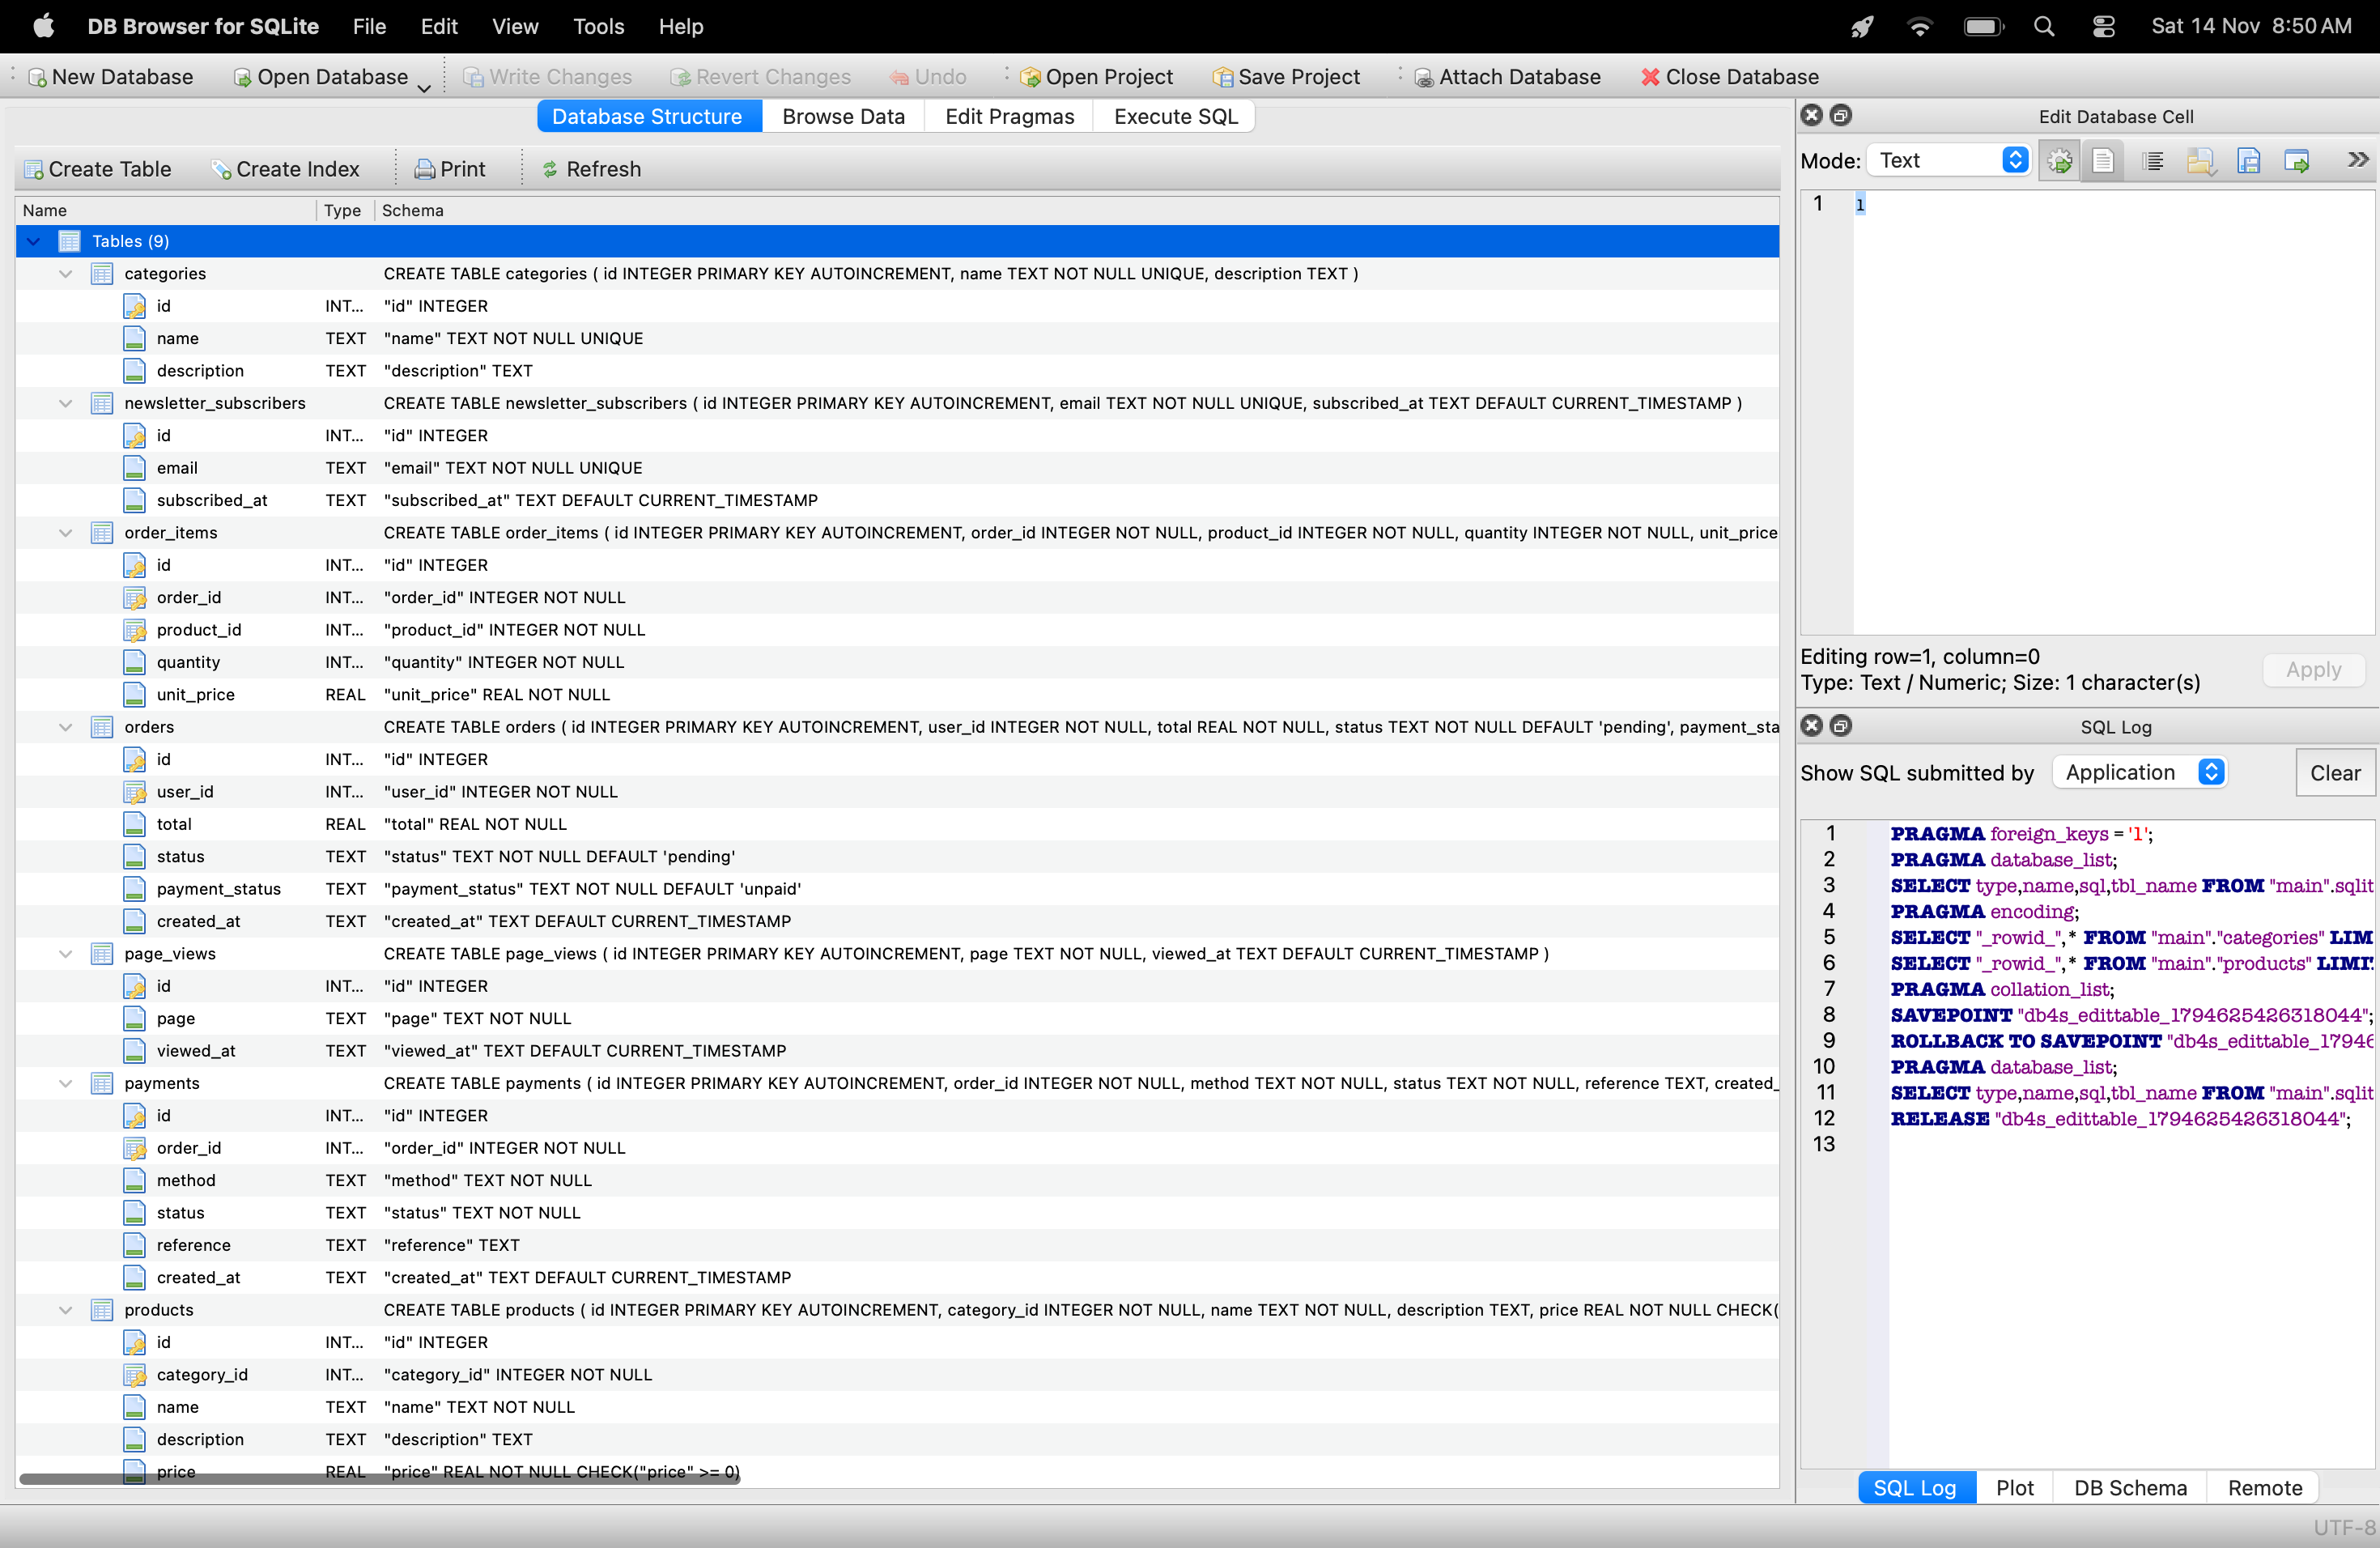 DB Browser for SQLite File Edit View Tools Help Sat 14 Nov 8:50 AM
New Database Open Database Write Changes Revert Changes Undo Open Project Save Project Attach Database Close Database
Database Structure Browse Data Edit Pragmas Execute SQL
Create Table Create Index Print Refresh
Name Type Schema
Tables (9)
categories CREATE TABLE categories ( id INTEGER PRIMARY KEY AUTOINCREMENT, name TEXT NOT NULL UNIQUE, description TEXT )
id INT... "id" INTEGER
name TEXT "name" TEXT NOT NULL UNIQUE
description TEXT "description" TEXT
newsletter_subscribers CREATE TABLE newsletter_subscribers ( id INTEGER PRIMARY KEY AUTOINCREMENT, email TEXT NOT NULL UNIQUE, subscribed_at TEXT DEFAULT CURRENT_TIMESTAMP )
id INT... "id" INTEGER
email TEXT "email" TEXT NOT NULL UNIQUE
subscribed_at TEXT "subscribed_at" TEXT DEFAULT CURRENT_TIMESTAMP
order_items CREATE TABLE order_items ( id INTEGER PRIMARY KEY AUTOINCREMENT, order_id INTEGER NOT NULL, product_id INTEGER NOT NULL, quantity INTEGER NOT NULL, unit_price
id INT... "id" INTEGER
order_id INT... "order_id" INTEGER NOT NULL
product_id INT... "product_id" INTEGER NOT NULL
quantity INT... "quantity" INTEGER NOT NULL
unit_price REAL "unit_price" REAL NOT NULL
orders CREATE TABLE orders ( id INTEGER PRIMARY KEY AUTOINCREMENT, user_id INTEGER NOT NULL, total REAL NOT NULL, status TEXT NOT NULL DEFAULT 'pending', payment_sta
id INT... "id" INTEGER
user_id INT... "user_id" INTEGER NOT NULL
total REAL "total" REAL NOT NULL
status TEXT "status" TEXT NOT NULL DEFAULT 'pending'
payment_status TEXT "payment_status" TEXT NOT NULL DEFAULT 'unpaid'
created_at TEXT "created_at" TEXT DEFAULT CURRENT_TIMESTAMP
page_views CREATE TABLE page_views ( id INTEGER PRIMARY KEY AUTOINCREMENT, page TEXT NOT NULL, viewed_at TEXT DEFAULT CURRENT_TIMESTAMP )
id INT... "id" INTEGER
page TEXT "page" TEXT NOT NULL
viewed_at TEXT "viewed_at" TEXT DEFAULT CURRENT_TIMESTAMP
payments CREATE TABLE payments ( id INTEGER PRIMARY KEY AUTOINCREMENT, order_id INTEGER NOT NULL, method TEXT NOT NULL, status TEXT NOT NULL, reference TEXT, created_
id INT... "id" INTEGER
order_id INT... "order_id" INTEGER NOT NULL
method TEXT "method" TEXT NOT NULL
status TEXT "status" TEXT NOT NULL
reference TEXT "reference" TEXT
created_at TEXT "created_at" TEXT DEFAULT CURRENT_TIMESTAMP
products CREATE TABLE products ( id INTEGER PRIMARY KEY AUTOINCREMENT, category_id INTEGER NOT NULL, name TEXT NOT NULL, description TEXT, price REAL NOT NULL CHECK(
id INT... "id" INTEGER
category_id INT... "category_id" INTEGER NOT NULL
name TEXT "name" TEXT NOT NULL
description TEXT "description" TEXT
price REAL "price" REAL NOT NULL CHECK("price" >= 0)
Edit Database Cell
Mode: Text
1 1
Editing row=1, column=0
Type: Text / Numeric; Size: 1 character(s)
Apply
SQL Log
Show SQL submitted by Application Clear
1 PRAGMA foreign_keys = '1';
2 PRAGMA database_list;
3 SELECT type,name,sql,tbl_name FROM "main".sqlit
4 PRAGMA encoding;
5 SELECT "_rowid_",* FROM "main"."categories" LIM
6 SELECT "_rowid_",* FROM "main"."products" LIMI
7 PRAGMA collation_list;
8 SAVEPOINT "db4s_edittable_1794625426318044";
9 ROLLBACK TO SAVEPOINT "db4s_edittable_17946
10 PRAGMA database_list;
11 SELECT type,name,sql,tbl_name FROM "main".sqlit
12 RELEASE "db4s_edittable_1794625426318044";
13
SQL Log Plot DB Schema Remote
UTF-8